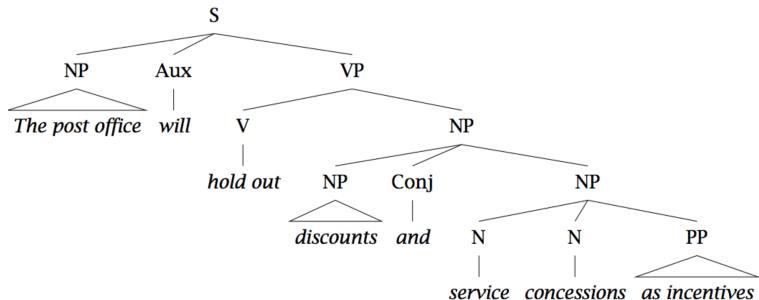 S
NP Aux VP
The post office will V NP
hold out NP Conj NP
discounts and N N PP
service concessions as incentives